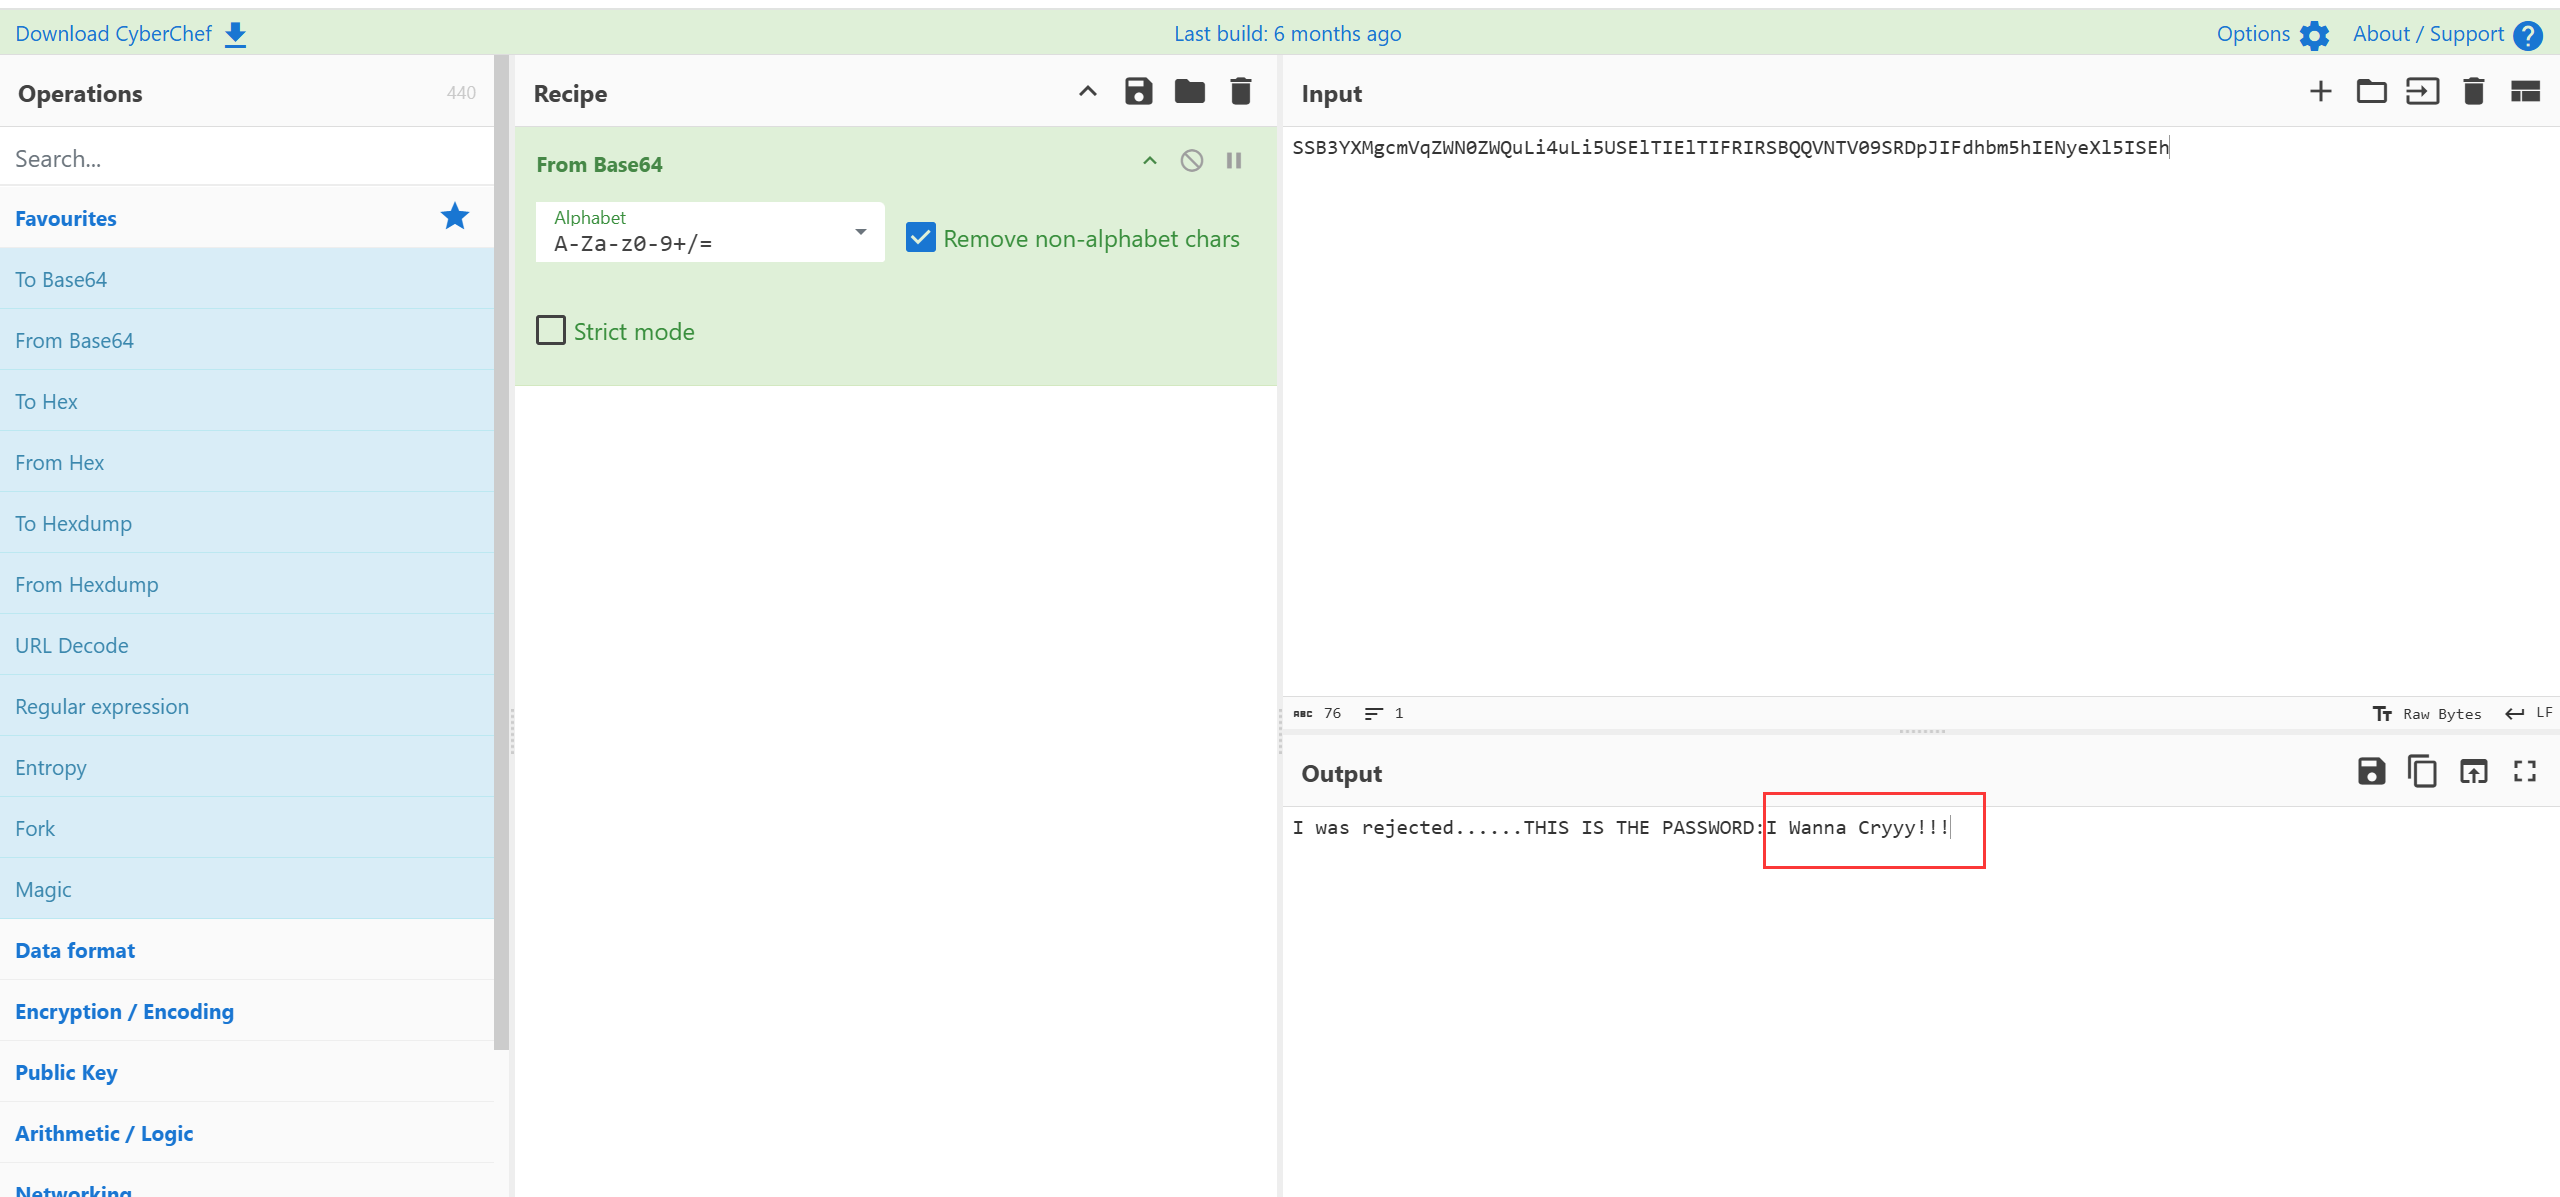 Download CyberChef
Last build: 6 months ago
Options
About / Support
Operations
440
Search...
Favourites
To Base64
From Base64
To Hex
From Hex
To Hexdump
From Hexdump
URL Decode
Regular expression
Entropy
Fork
Magic
Data format
Encryption / Encoding
Public Key
Arithmetic / Logic
Networking
Recipe
From Base64
Alphabet
A-Za-z0-9+/=
Remove non-alphabet chars
Strict mode
Input
SSB3YXMgcmVqZWN0ZWQuLi4uLi5USElTIElTIFRIRSBQQVNTV09SRDpJIFdhbm5hIENyeXl5ISEh
ABC 76
1
Tт Raw Bytes
LF
Output
I was rejected......THIS IS THE PASSWORD:I Wanna Cryyy!!!